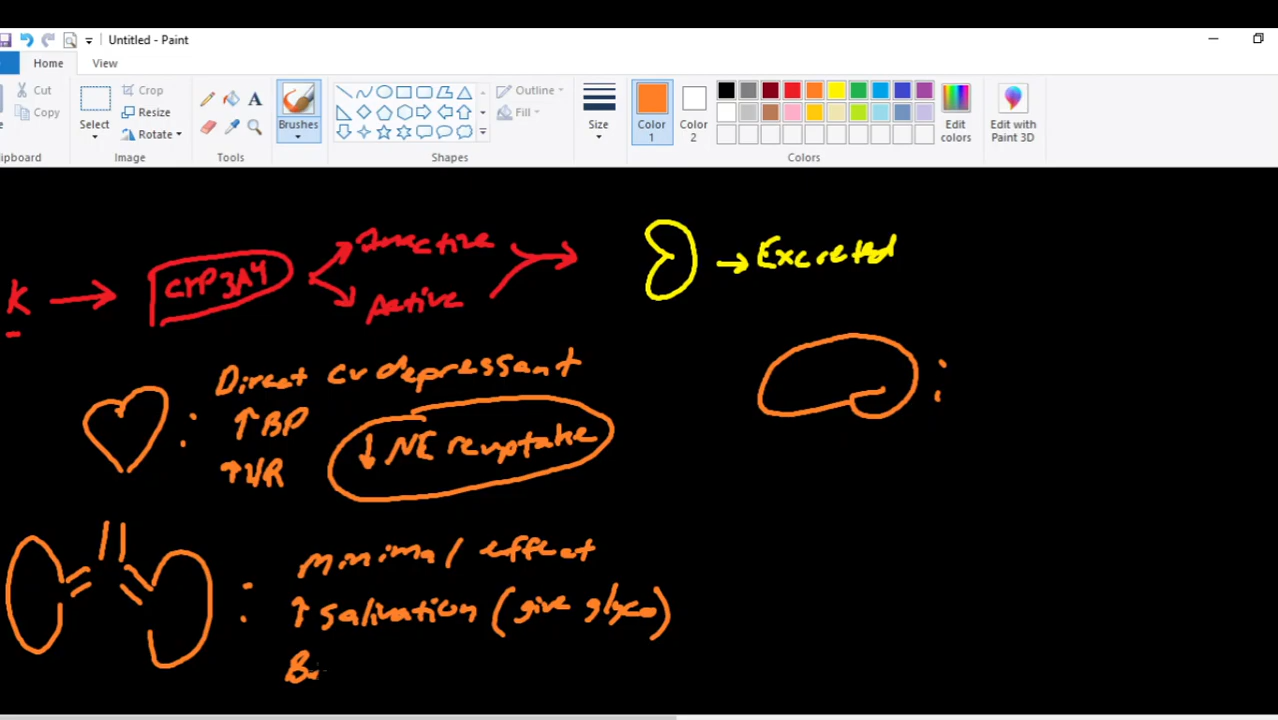 Untitled - Paint
Home View
Cut
Copy
Crop
Resize
Rotate
Select
Brushes
Outline
Fill
Size
Color 1
Color 2
Edit colors
Edit with Paint 3D
ipboard
Image
Tools
Shapes
Colors
K → CYP3A4
Inactive
Active
→ Excreted
Direct cv depressant
↑ BP
↑ VR
↓ NE reuptake
:
:
minimal effect
↑ salivation (give glyco)
: